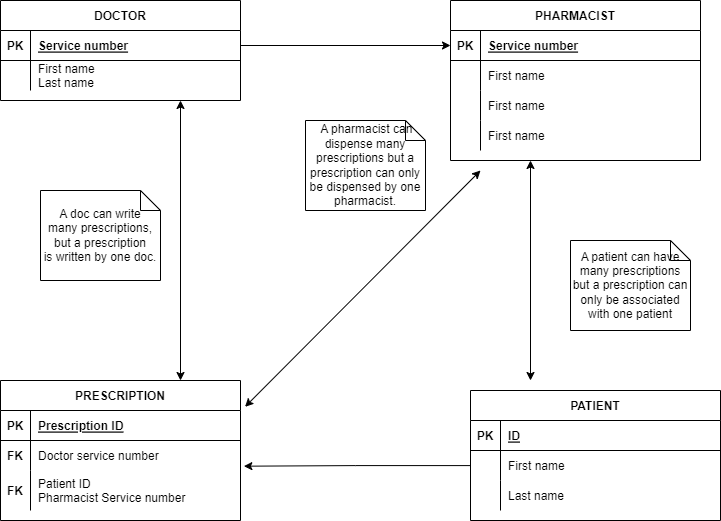 DOCTOR
PK Service number
First name
Last name
PHARMACIST
PK Service number
First name
First name
First name
A pharmacist can
dispense many
prescriptions but a
prescription can only
be dispensed by one
pharmacist.
A doc can write
many prescriptions,
but a prescription
is written by one doc.
A patient can have
many prescriptions
but a prescription can
only be associated
with one patient
PRESCRIPTION
PK Prescription ID
FK Doctor service number
FK Patient ID
Pharmacist Service number
PATIENT
PK ID
First name
Last name